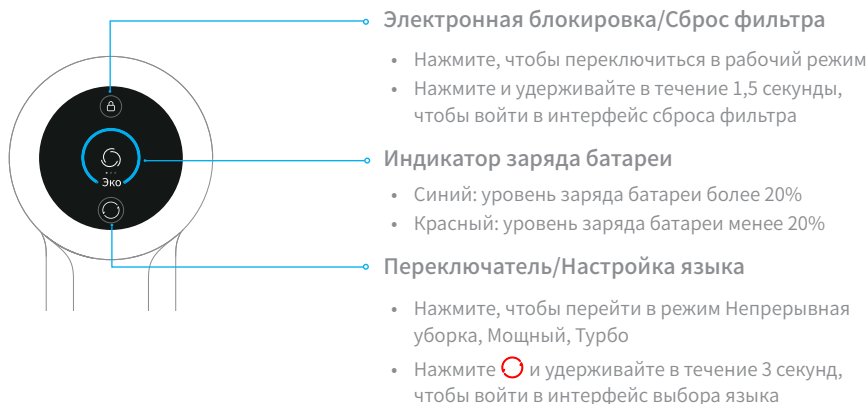 Электронная блокировка/Сброс фильтра
• Нажмите, чтобы переключиться в рабочий режим
• Нажмите и удерживайте в течение 1,5 секунды,
чтобы войти в интерфейс сброса фильтра
Эко
Индикатор заряда батареи
• Синий: уровень заряда батареи более 20%
• Красный: уровень заряда батареи менее 20%
Переключатель/Настройка языка
• Нажмите, чтобы перейти в режим Непрерывная
уборка, Мощный, Турбо
• Нажмите и удерживайте в течение 3 секунд,
чтобы войти в интерфейс выбора языка